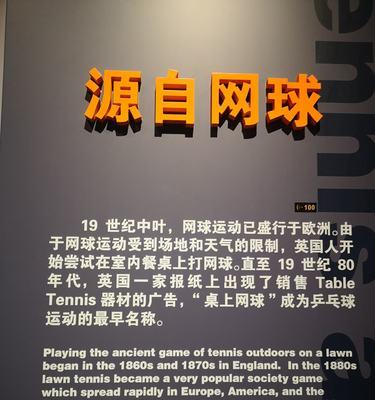 源自网球
100
19 世纪中叶，网球运动已盛行于欧洲。由
于网球运动受到场地和天气的限制，英国人开
始尝试在室内餐桌上打网球。直至 19 世纪 80
年代，英国一家报纸上出现了销售 Table
Tennis 器材的广告，“桌上网球”成为乒乓球
运动的最早名称。
Playing the ancient game of tennis outdoors on a lawn
began in the 1860s and 1870s in England. In the 1880s
lawn tennis became a very popular society game
which spread rapidly in Europe, America, and the